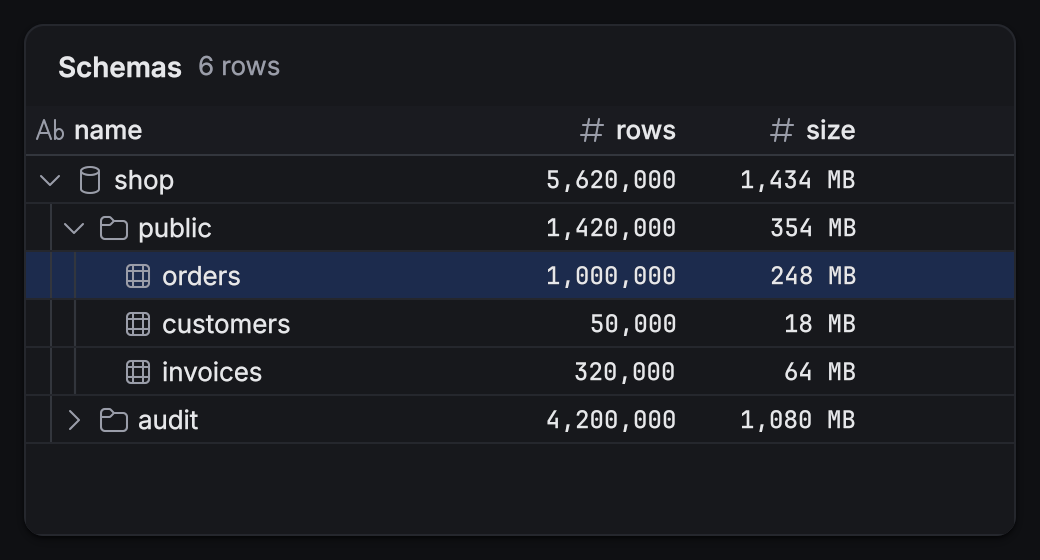 Schemas 6 rows
Ab name # rows # size
shop 5,620,000 1,434 MB
public 1,420,000 354 MB
orders 1,000,000 248 MB
customers 50,000 18 MB
invoices 320,000 64 MB
audit 4,200,000 1,080 MB